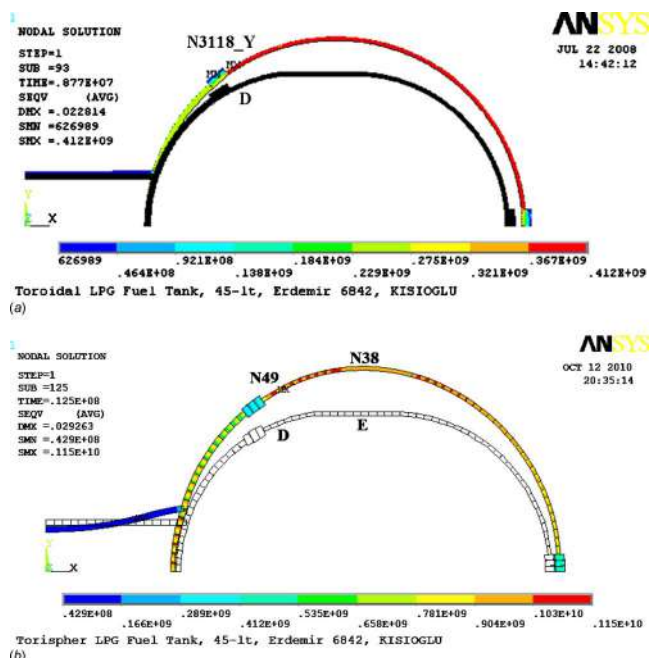 1
NODAL SOLUTION
STEP=1
SUB =93
TIME=.877E+07
SEQV (AVG)
DMX =.022814
SMN =626989
SMX =.412E+09
N3118_Y
MX
D
ANSYS
JUL 22 2008
14:42:12
Y
Z X
626989 .921E+08 .184E+09 .275E+09 .367E+09
.464E+08 .138E+09 .229E+09 .321E+09 .412E+09
Toroidal LPG Fuel Tank, 45-lt, Erdemir 6842, KISIOGLU
(a)
1
NODAL SOLUTION
STEP=1
SUB =125
TIME=.125E+08
SEQV (AVG)
DMX =.029263
SMN =.429E+08
SMX =.115E+10
N49
N38
MX
D
E
ANSYS
OCT 12 2010
20:35:14
Y
Z X
.429E+08 .289E+09 .535E+09 .781E+09 .103E+10
.166E+09 .412E+09 .658E+09 .904E+09 .115E+10
Torispher LPG Fuel Tank, 45-lt, Erdemir 6842, KISIOGLU
(b)